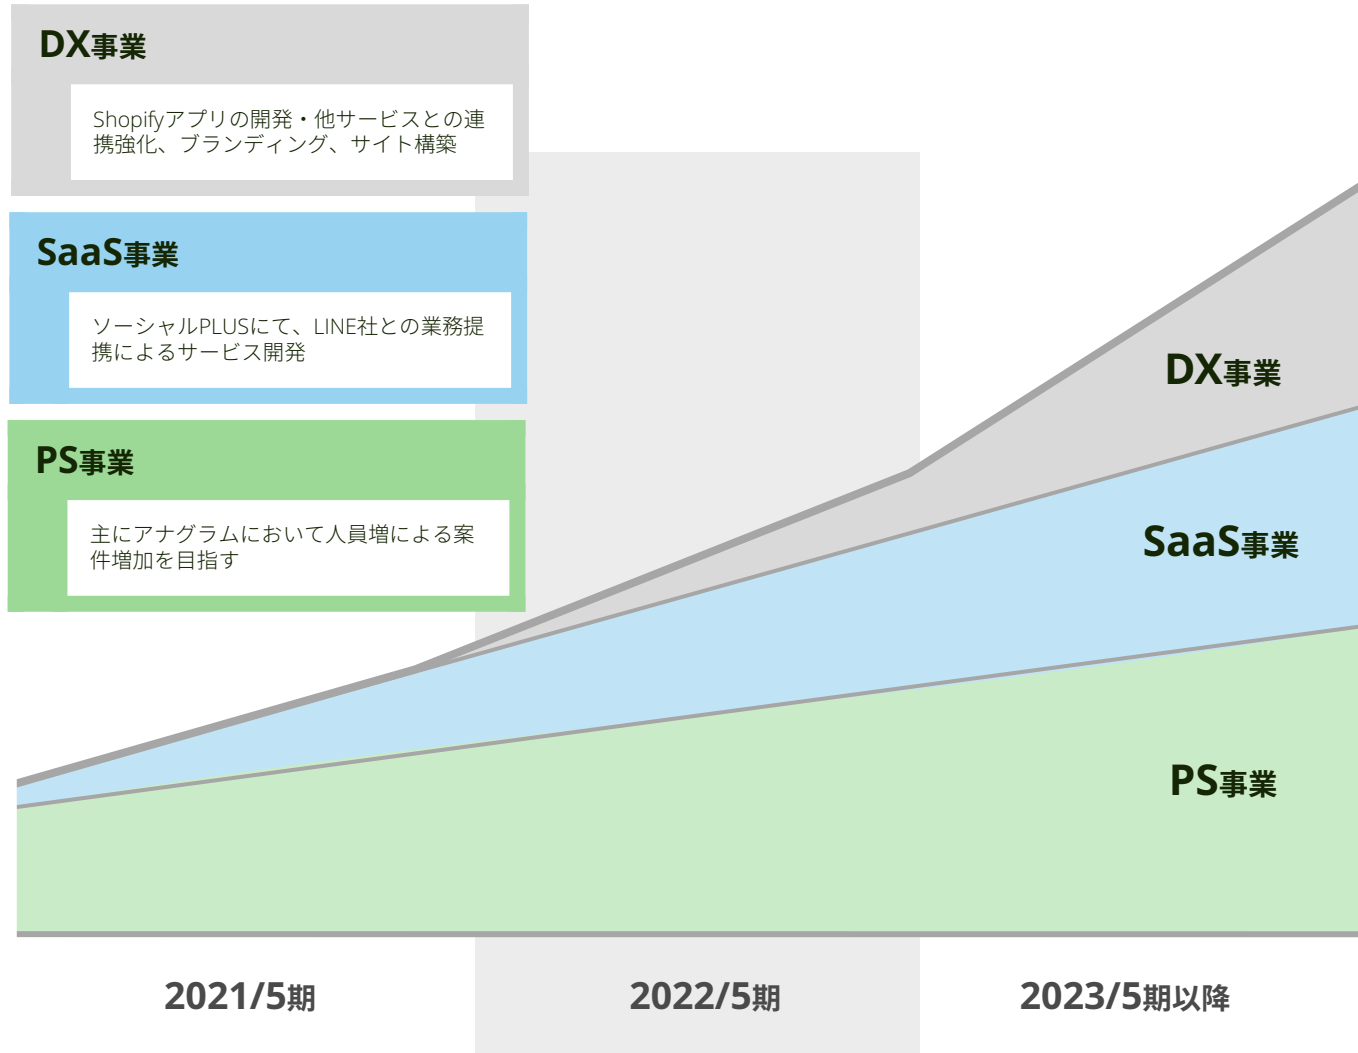 DX事業
Shopifyアプリの開発・他サービスとの連
携強化、ブランディング、サイト構築
SaaS事業
ソーシャルPLUSにて、LINE社との業務提
携によるサービス開発
PS事業
主にアナグラムにおいて人員増による案
件増加を目指す
DX事業
SaaS事業
PS事業
2021/5期
2022/5期
2023/5期以降